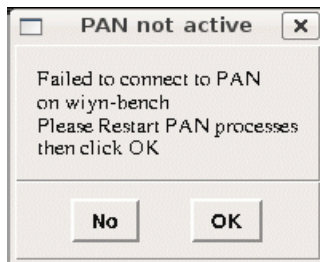 PAN not active
Failed to connect to PAN
on wiyn-bench
Please Restart PAN processes
then click OK
No
OK